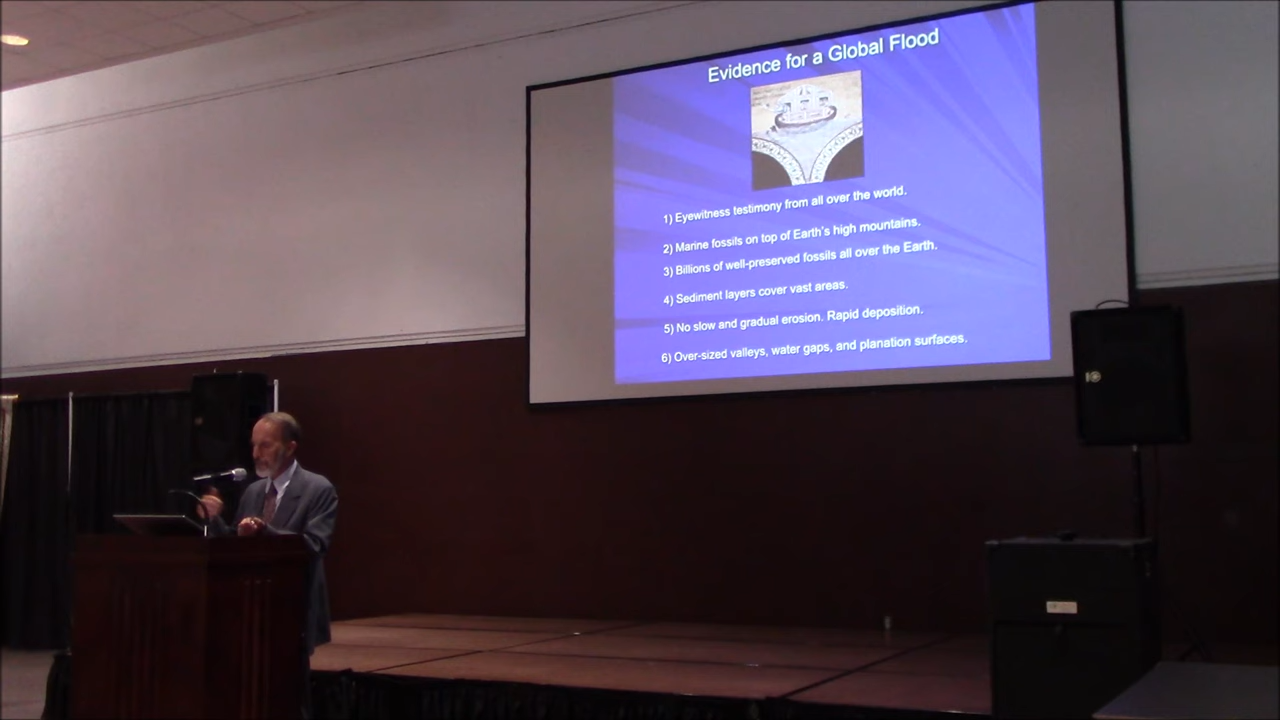 Evidence for a Global Flood
1) Eyewitness testimony from all over the world.
2) Marine fossils on top of Earth's high mountains.
3) Billions of well-preserved fossils all over the Earth.
4) Sediment layers cover vast areas.
5) No slow and gradual erosion. Rapid deposition.
6) Over-sized valleys, water gaps, and planation surfaces.